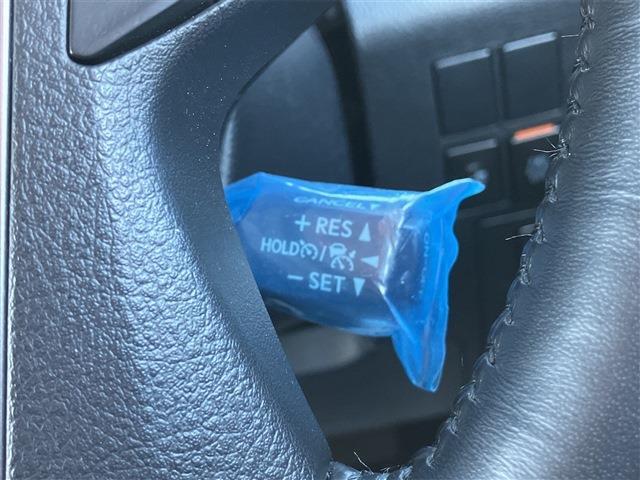 CANCEL
+ RES ▲
HOLD / ◀
− SET ▼